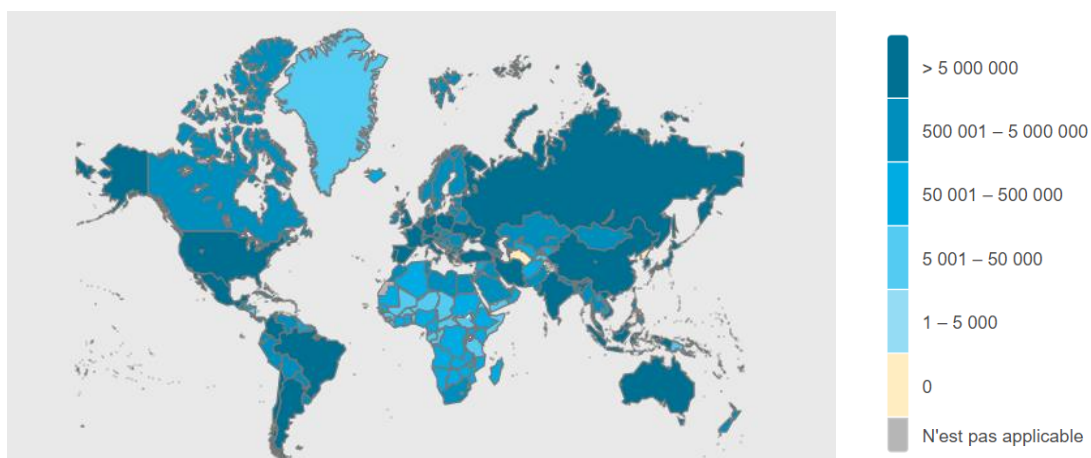 > 5 000 000
500 001 – 5 000 000
50 001 – 500 000
5 001 – 50 000
1 – 5 000
0
N'est pas applicable